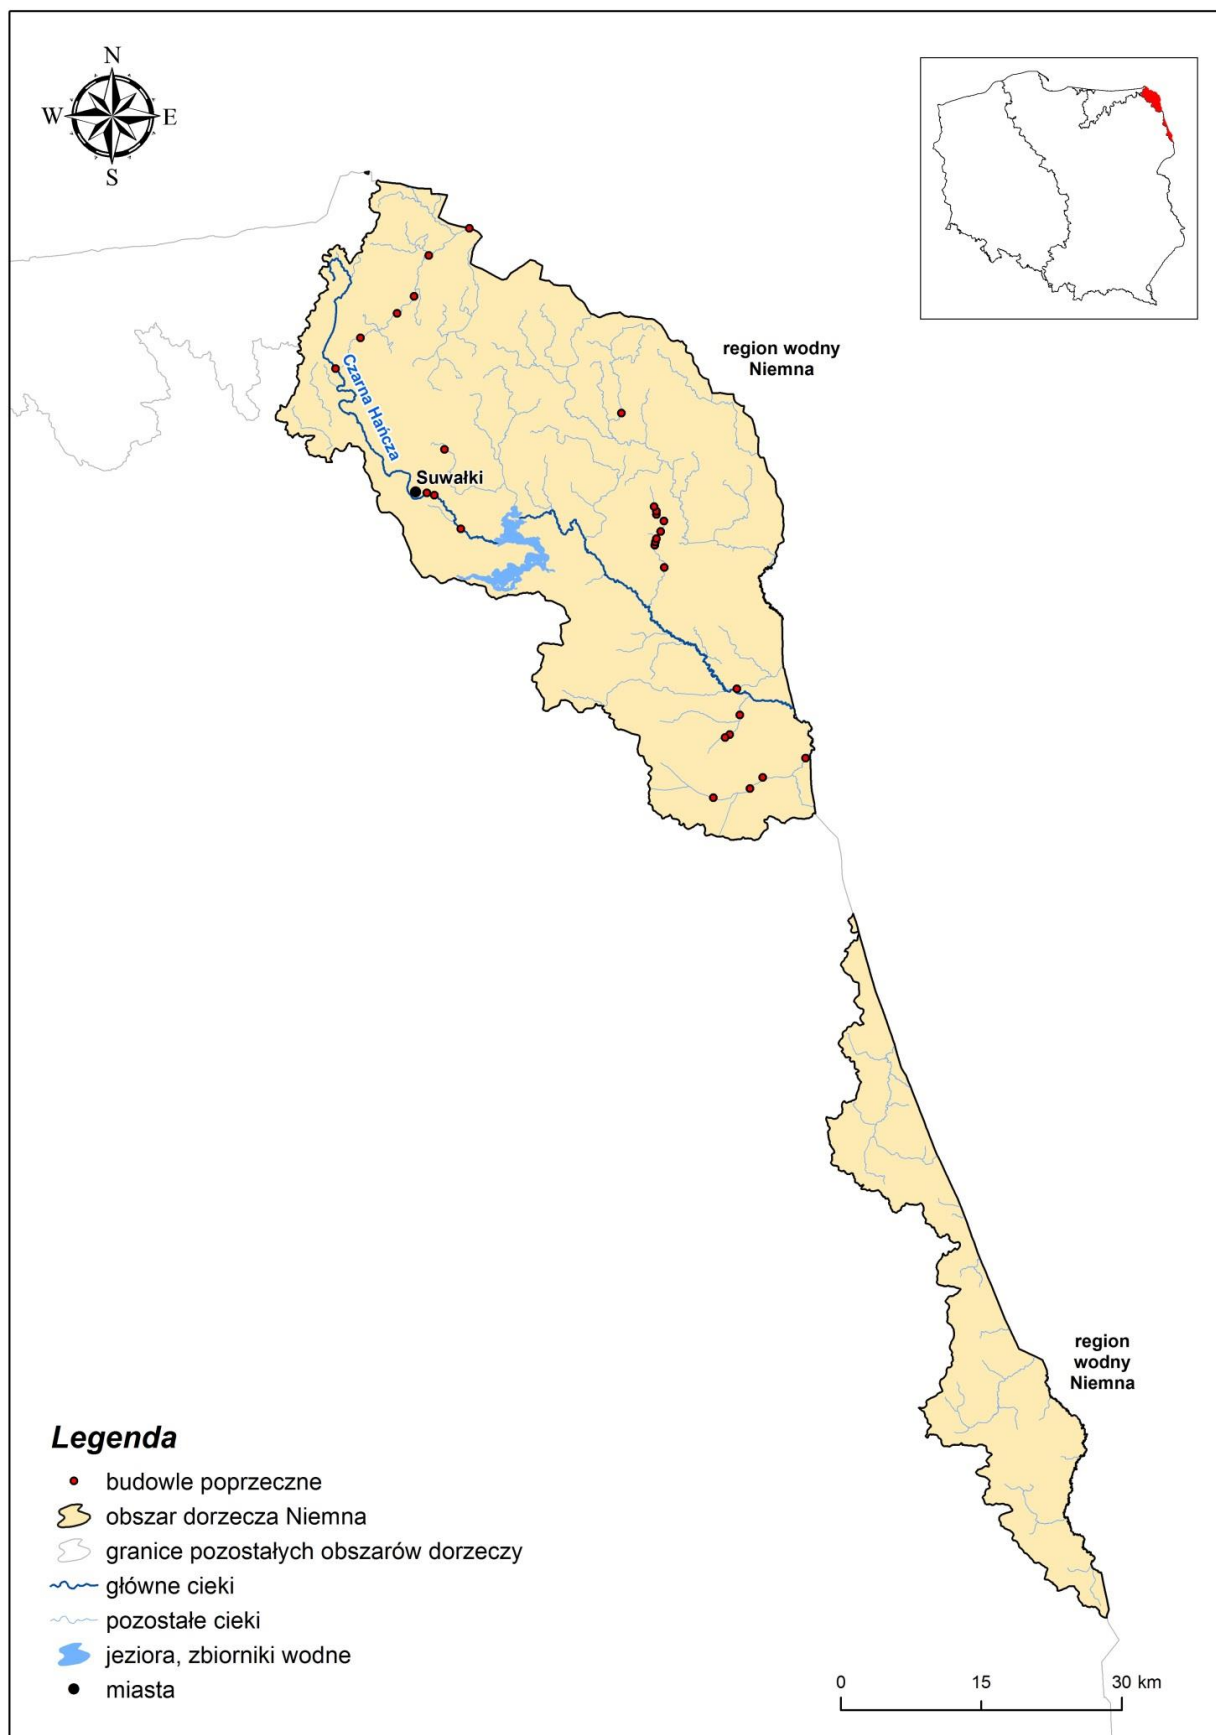 N
W
E
S
region wodny
Niemna
Czarna Hańcza
Suwałki
region
wodny
Niemna
Legenda
budowle poprzeczne
obszar dorzecza Niemna
granice pozostałych obszarów dorzeczy
główne cieki
pozostałe cieki
jeziora, zbiorniki wodne
miasta
0 15 30 km